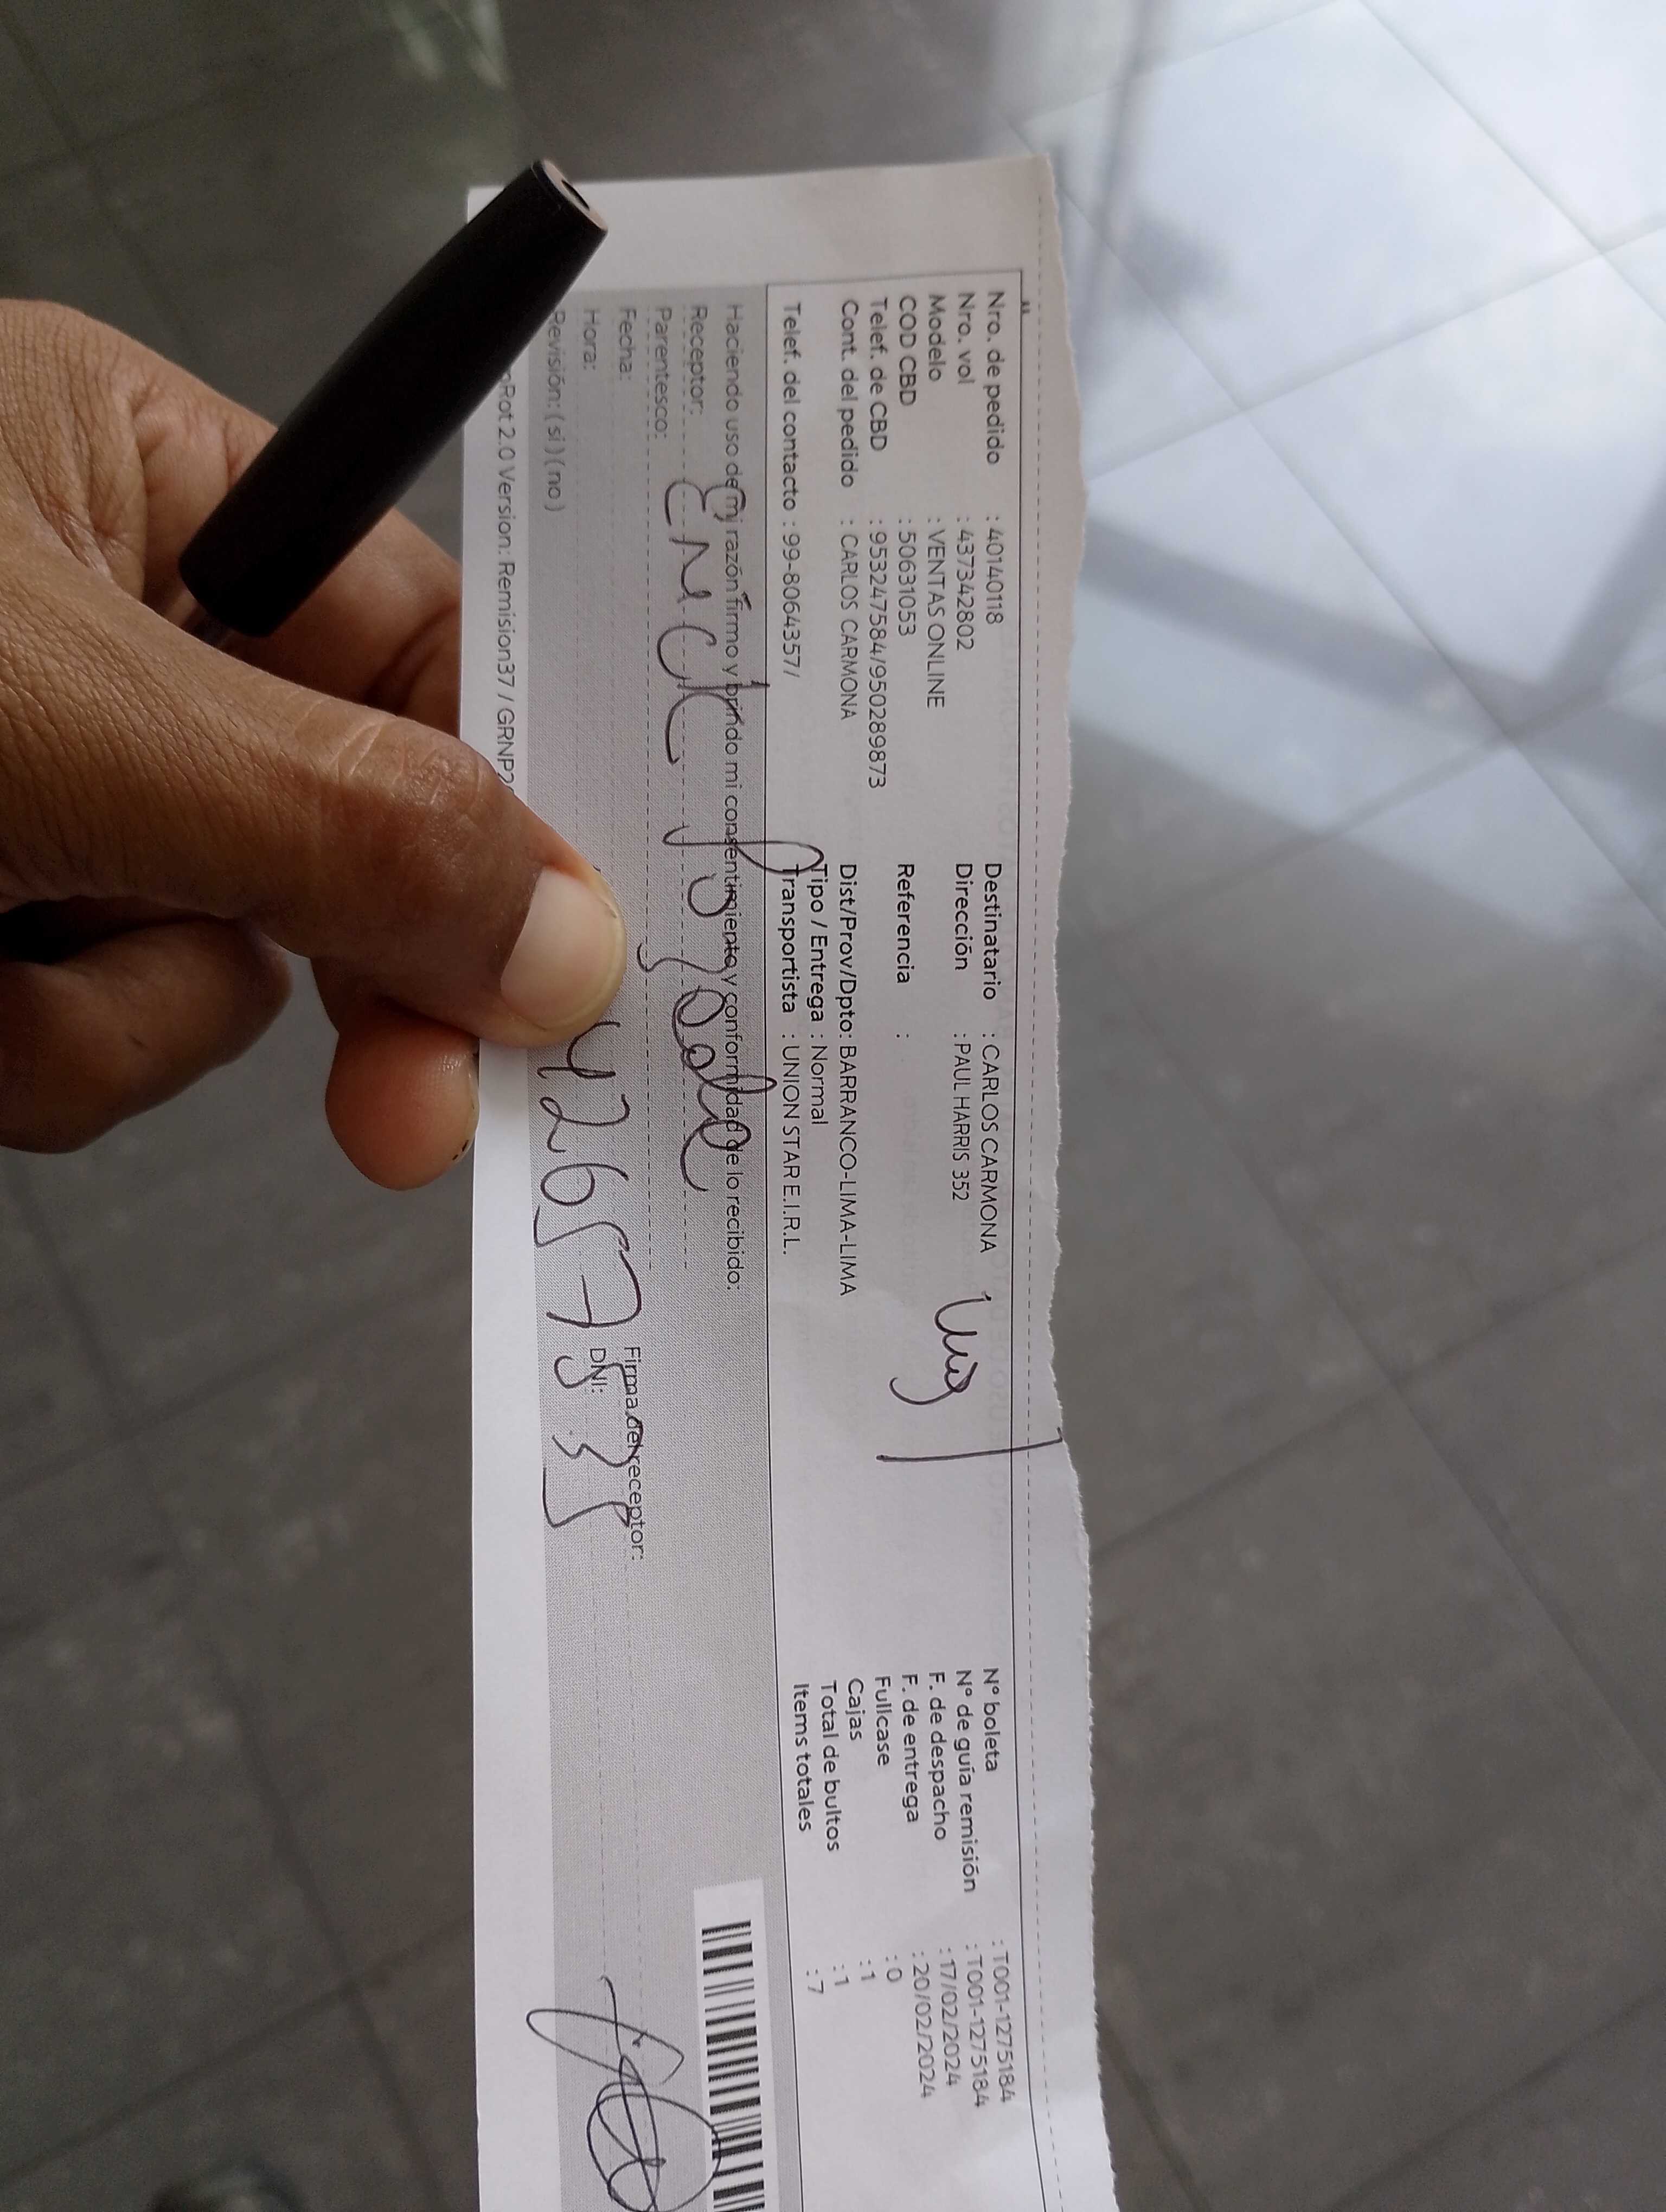 Nro. de pedido : 40140118
Nro. vol : 437342802
Modelo : VENTAS ONLINE
COD CBD : 50631053
Telef. de CBD : 953247584/950289873
Cont. del pedido : CARLOS CARMONA
Telef. del contacto : 99-8064357/
Destinatario : CARLOS CARMONA
Dirección : PAUL HARRIS 352
Referencia :
Dist/Prov/Dpto: BARRANCO-LIMA-LIMA
Tipo / Entrega : Normal
Transportista : UNION STAR E.I.R.L.
N° boleta : T001-1275184
N° de guía remisión : T001-1275184
F. de despacho : 17/02/2024
F. de entrega : 20/02/2024
Fullcase : 0
Cajas : 1
Total de bultos : 1
Items totales : 7
Haciendo uso de mi razón firmo y brindo mi consentimiento y conformidad de lo recibido:
Receptor:
Parentesco:
Fecha:
Hora:
Revisión: ( si ) ( no )
Firma del receptor:
DNI:
Rot 2.0 Version: Remision37 / GRNP2